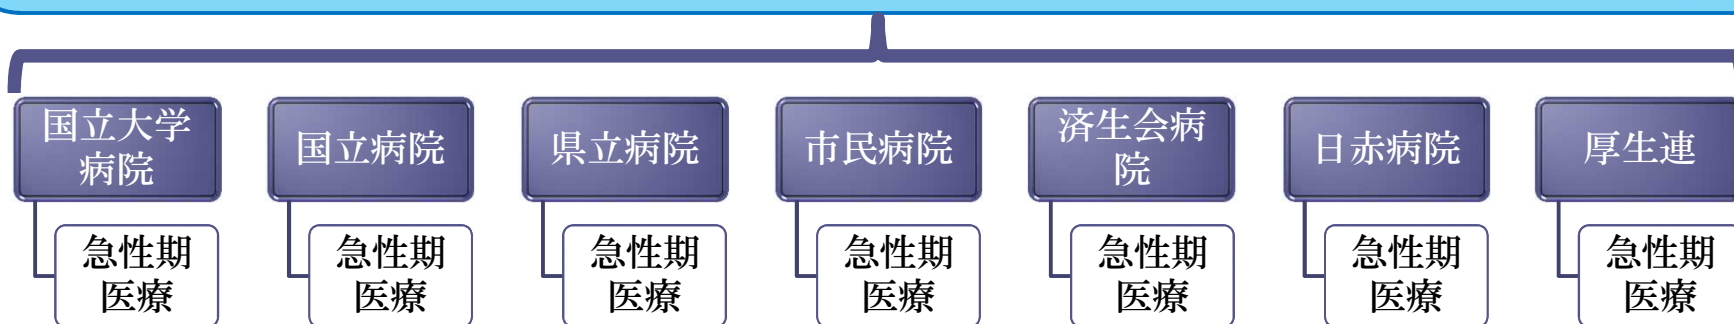 国立大学
病院
国立病院
県立病院
市民病院
済生会病
院
日赤病院
厚生連
急性期
医療
急性期
医療
急性期
医療
急性期
医療
急性期
医療
急性期
医療
急性期
医療